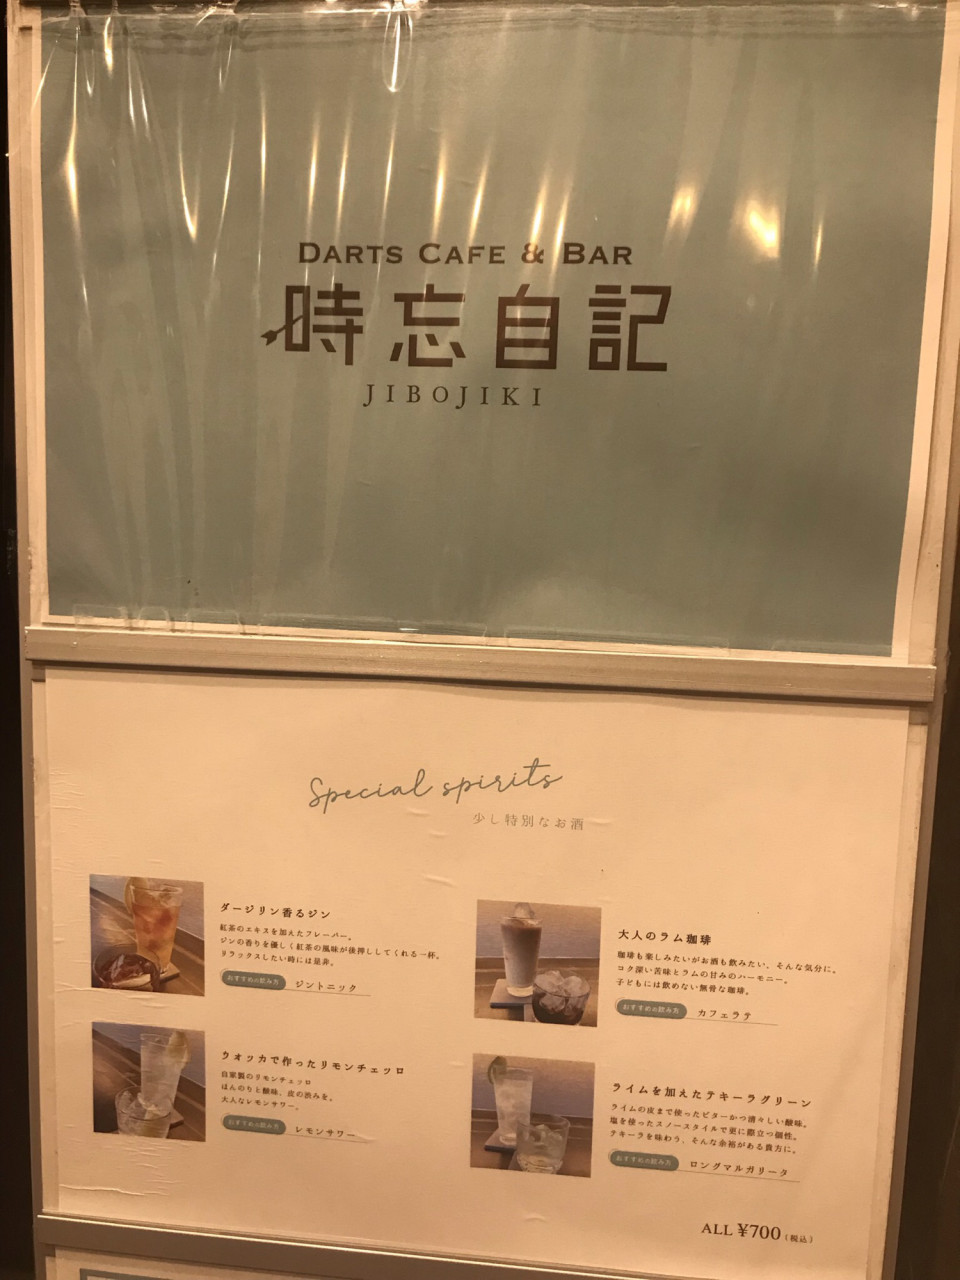 DARTS CAFE & BAR
時忘自記
JIBOJIKI
Special spirits
少し特別なお酒
ダージリン香るジン
紅茶のエキスを加えたフレーバー。
ジンの香りを優しく紅茶の風味が後押ししてくれる一杯。
リラックスしたい時には是非。
おすすめの飲み方 ジントニック
ウオッカで作ったリモンチェッロ
自家製のリモンチェッロ
ほんのりと酸味、皮の渋みを。
大人なレモンサワー。
おすすめの飲み方 レモンサワー
大人のラム珈琲
珈琲も楽しみたいがお酒も飲みたい、そんな気分に。
コク深い苦味とラムの甘みのハーモニー。
子どもには飲めない無骨な珈琲。
おすすめの飲み方 カフェラテ
ライムを加えたテキーラグリーン
ライムの皮まで使ったビターかつ清々しい酸味。
塩を使ったスノースタイルで更に際立つ個性。
テキーラを味わう、そんな余裕がある貴方に。
おすすめの飲み方 ロングマルガリータ
ALL ¥700(税込)